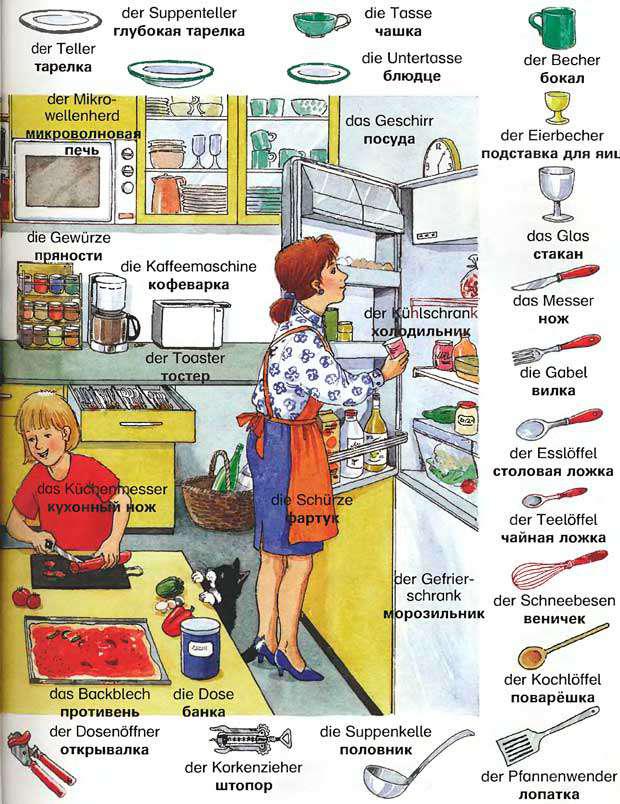 der Suppenteller
глубокая тарелка
die Tasse
чашка
der Teller
тарелка
die Untertasse
блюдце
der Becher
бокал
der Mikro-
wellenherd
микроволновая
печь
das Geschirr
посуда
der Eierbecher
подставка для яиц
das Glas
стакан
die Gewürze
пряности
die Kaffeemaschine
кофеварка
der Kühlschrank
холодильник
das Messer
нож
der Toaster
тостер
die Gabel
вилка
der Esslöffel
столовая ложка
das Küchenmesser
кухонный нож
die Schürze
фартук
der Teelöffel
чайная ложка
der Gefrier-
schrank
морозильник
der Schneebesen
веничек
das Backblech
противень
die Dose
банка
der Kochlöffel
поварёшка
der Dosenöffner
открывалка
der Korkenzieher
штопор
die Suppenkelle
половник
der Pfannenwender
лопатка